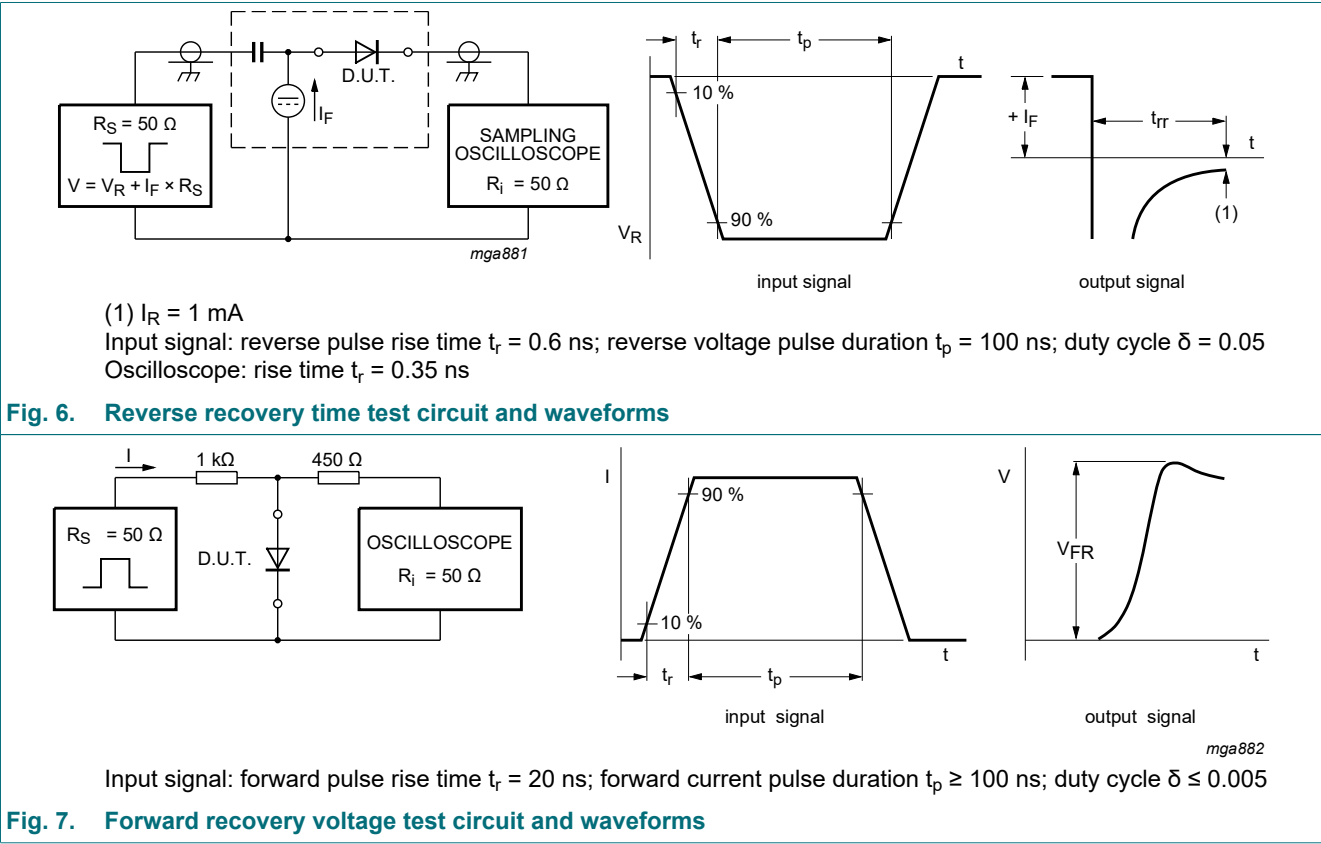 D.U.T.
I_F
R_S = 50 Ω
V = V_R + I_F × R_S
SAMPLING
OSCILLOSCOPE
R_i = 50 Ω
mga881
t_r
t_p
t
10 %
90 %
V_R
input signal
+ I_F
t_rr
t
(1)
output signal
(1) I_R = 1 mA
Input signal: reverse pulse rise time t_r = 0.6 ns; reverse voltage pulse duration t_p = 100 ns; duty cycle δ = 0.05
Oscilloscope: rise time t_r = 0.35 ns
Fig. 6. Reverse recovery time test circuit and waveforms
I
1 kΩ
450 Ω
R_S = 50 Ω
D.U.T.
OSCILLOSCOPE
R_i = 50 Ω
I
90 %
10 %
t
t_r
t_p
input signal
V
V_FR
t
output signal
mga882
Input signal: forward pulse rise time t_r = 20 ns; forward current pulse duration t_p ≥ 100 ns; duty cycle δ ≤ 0.005
Fig. 7. Forward recovery voltage test circuit and waveforms